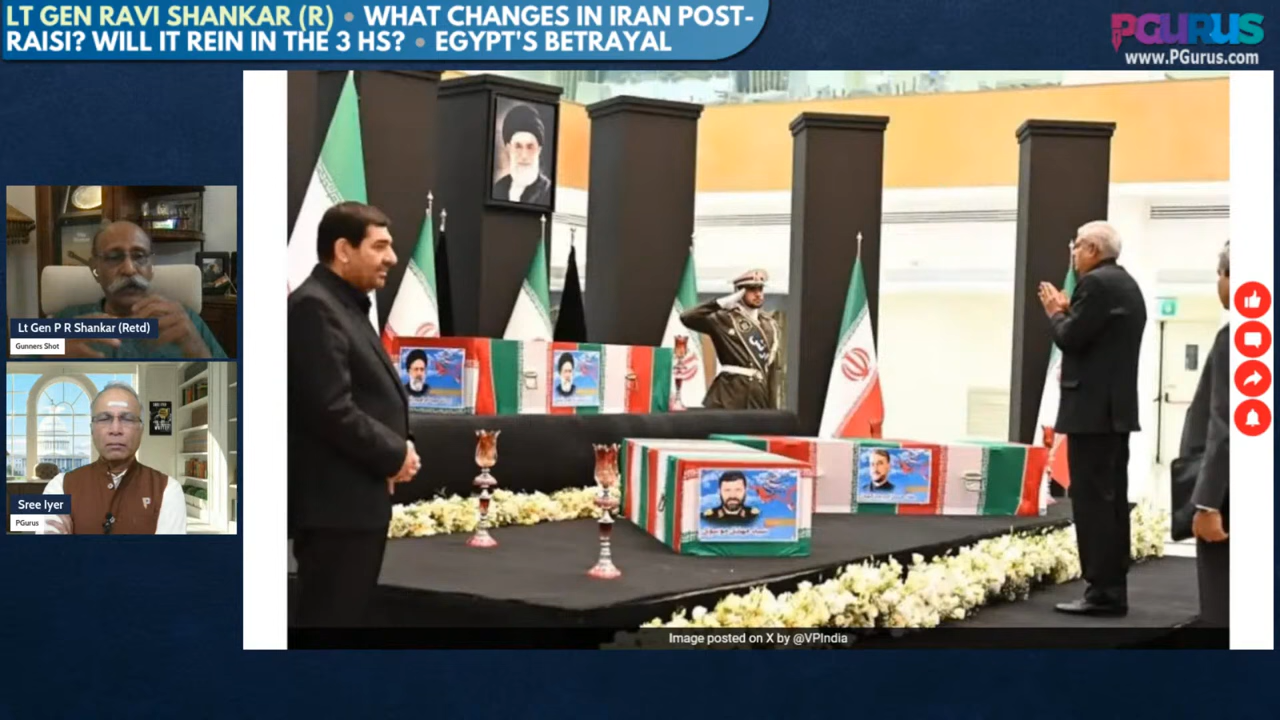 LT GEN RAVI SHANKAR (R) • WHAT CHANGES IN IRAN POST-
RAISI? WILL IT REIN IN THE 3 HS? • EGYPT'S BETRAYAL
PGURUS
www.PGurus.com
Lt Gen P R Shankar (Retd)
Gunners Shot
Sree Iyer
PGurus
Image posted on X by @VPIndia